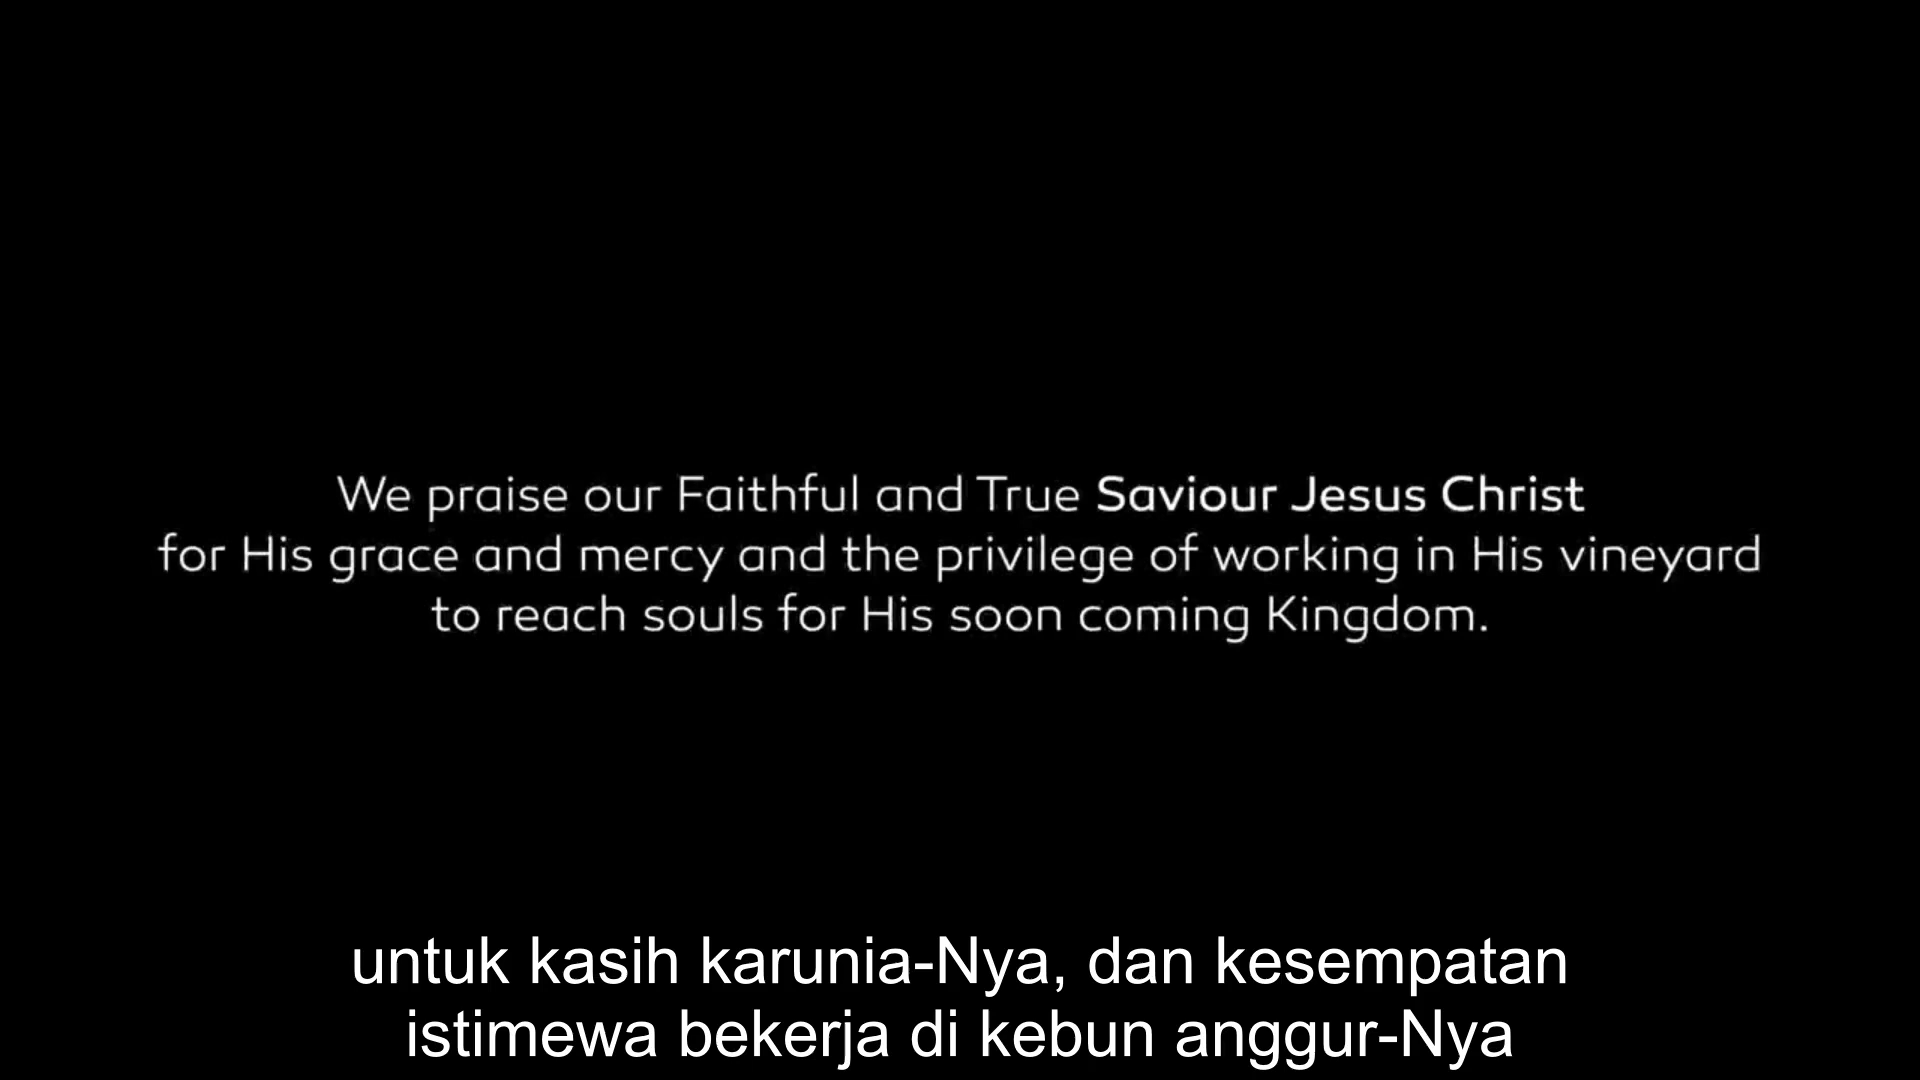 We praise our Faithful and True Saviour Jesus Christ
for His grace and mercy and the privilege of working in His vineyard
to reach souls for His soon coming Kingdom.
untuk kasih karunia-Nya, dan kesempatan
istimewa bekerja di kebun anggur-Nya